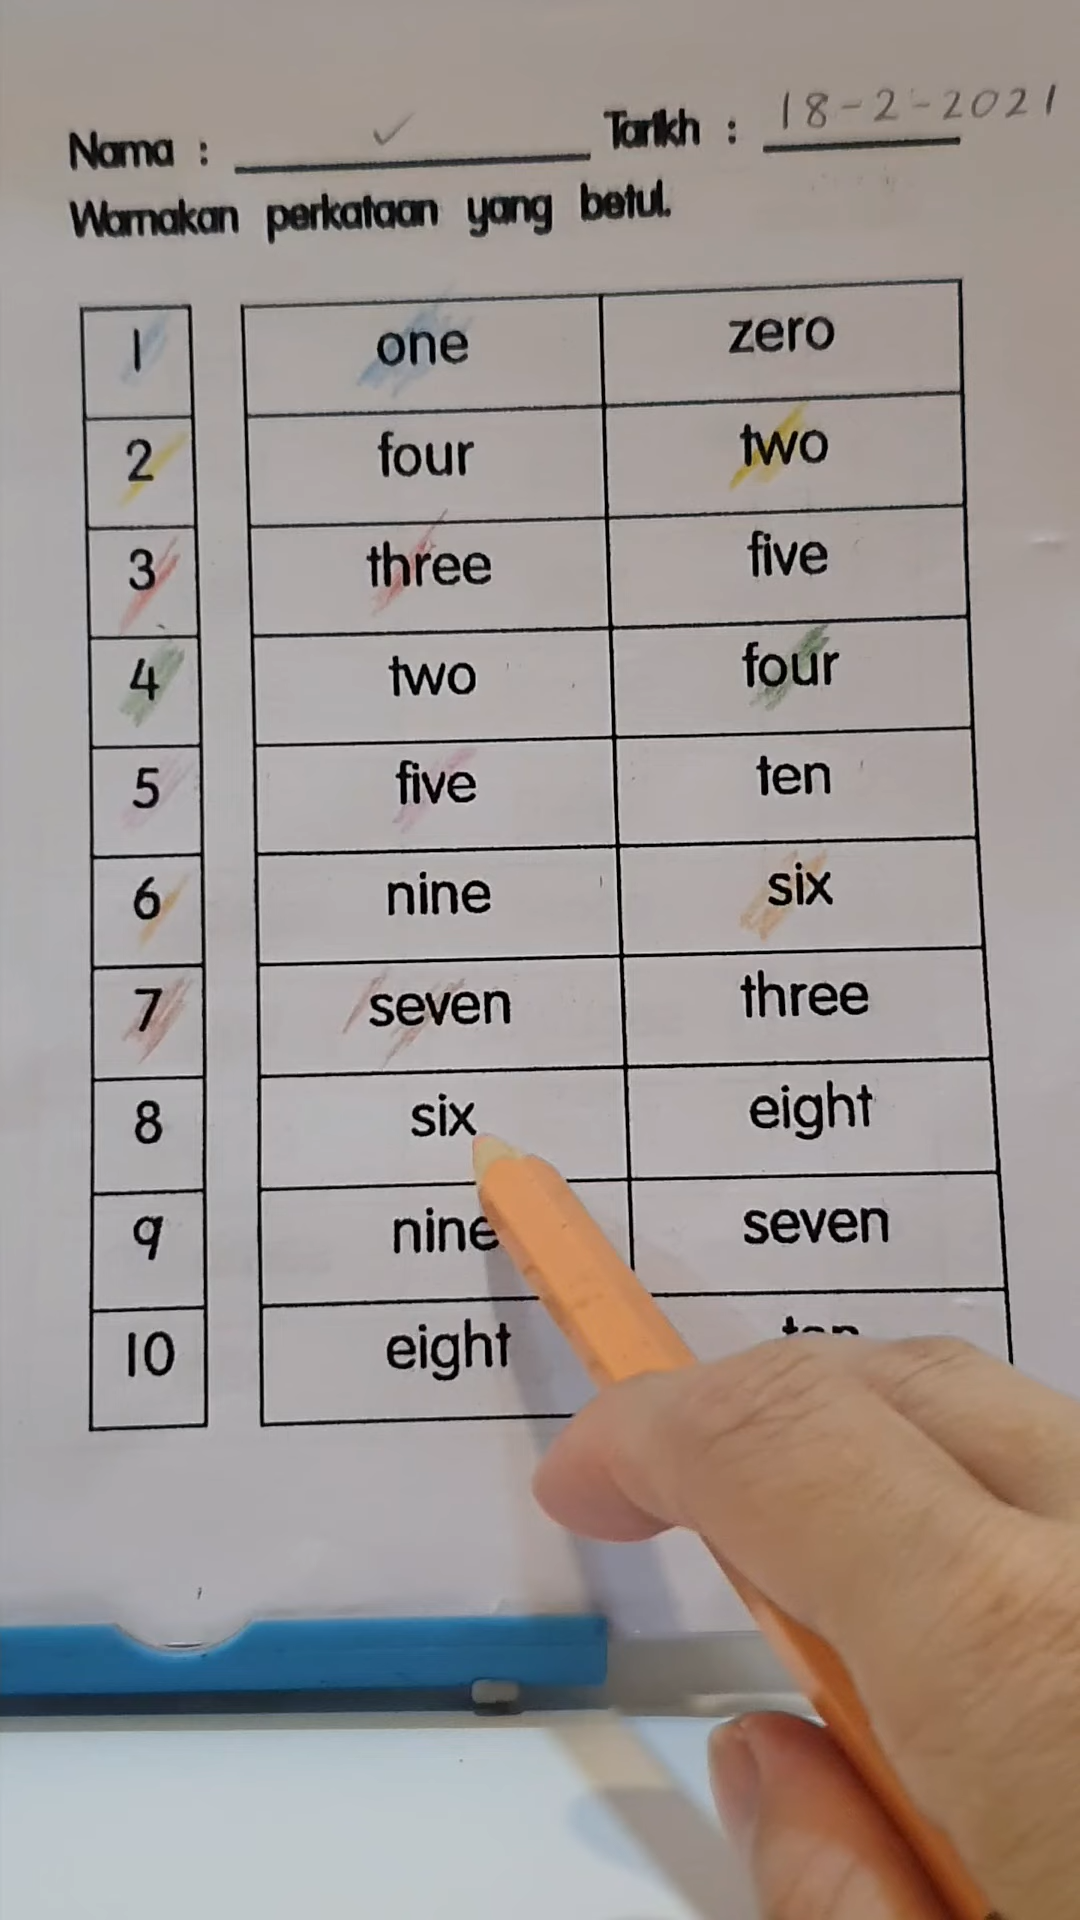 Nama : ✓ Tarikh : 18-2-2021
Warnakan perkataan yang betul.
1 one zero
2 four two
3 three five
4 two four
5 five ten
6 nine six
7 seven three
8 six eight
9 nine seven
10 eight ten